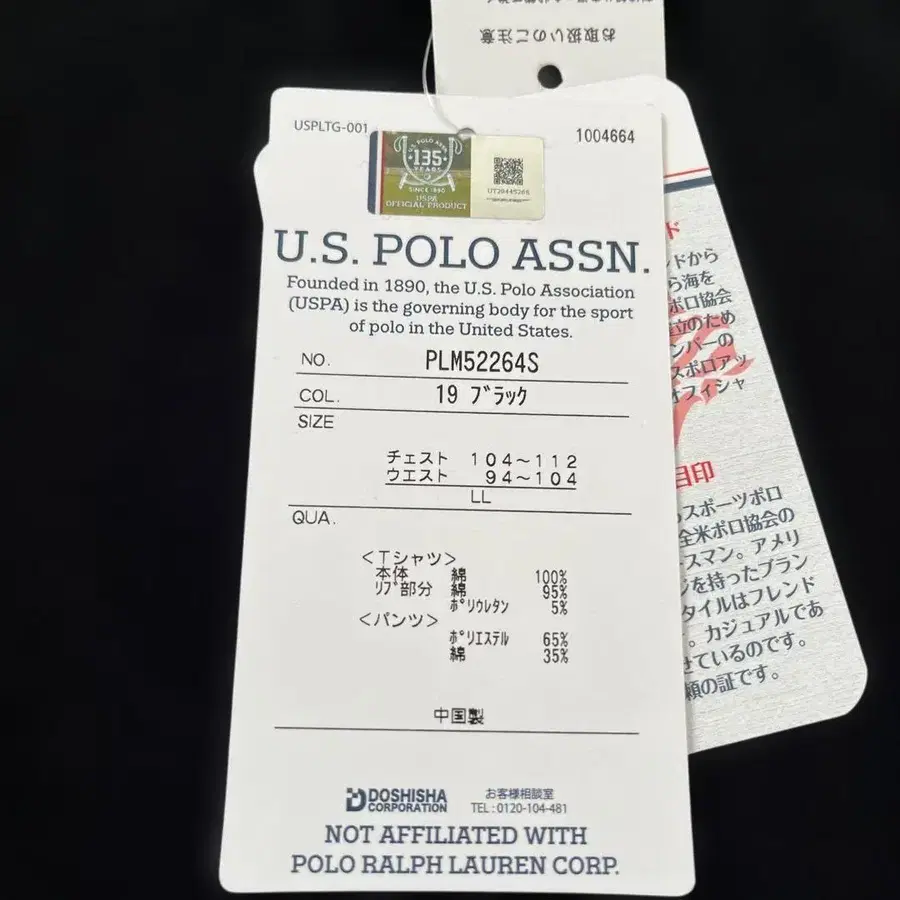 お取扱いのご注意
USPLTG-001
1004664
U.S. POLO ASSN.
135
YEARS
SINCE 1890
USPA
OFFICIAL PRODUCT
U.S. POLO ASSN.
Founded in 1890, the U.S. Polo Association
(USPA) is the governing body for the sport
of polo in the United States.
NO. PLM52264S
COL. 19 ブラック
SIZE
チェスト 104～112
ウエスト 94～104
LL
QUA.
<Tシャツ>
本体 綿 100%
リブ部分 綿 95%
ポリウレタン 5%
<パンツ>
ポリエステル 65%
綿 35%
中国製
DOSHISHA
CORPORATION
お客様相談室
TEL:0120-104-481
NOT AFFILIATED WITH
POLO RALPH LAUREN CORP.
ド
ンドから
ら海を
ポロ協会
立のため
ンバーの
スポロアッ
オフィシャ
目印
スポーツポロ
全米ポロ協会の
スマン。アメリ
ジを持ったブラン
タイルはフレンド
。カジュアルであ
せているのです。
頼の証です。